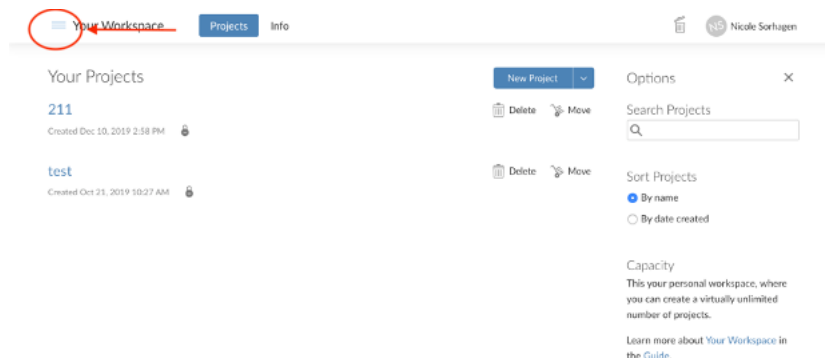 Your Workspace
Projects
Info
NS
Nicole Sorhagen
Your Projects
New Project
Options
211
Delete
Move
Search Projects
Created Dec 10, 2019 2:58 PM
test
Delete
Move
Sort Projects
Created Oct 21, 2019 10:27 AM
By name
By date created
Capacity
This your personal workspace, where
you can create a virtually unlimited
number of projects.
Learn more about Your Workspace in
the Guide